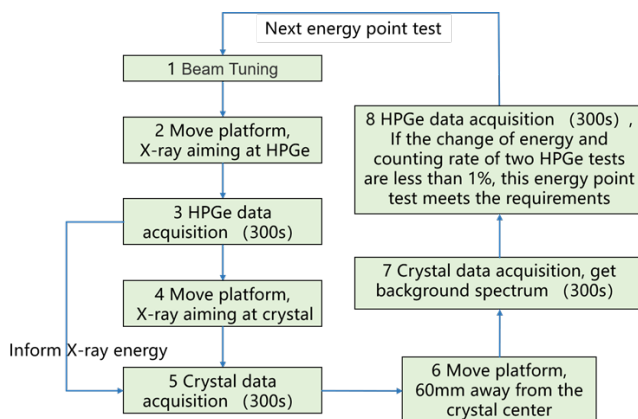 Next energy point test
1 Beam Tuning
2 Move platform,
X-ray aiming at HPGe
3 HPGe data
acquisition （300s）
4 Move platform,
X-ray aiming at crystal
Inform X-ray energy
5 Crystal data
acquisition （300s）
6 Move platform,
60mm away from the
crystal center
7 Crystal data acquisition, get
background spectrum （300s）
8 HPGe data acquisition （300s）,
If the change of energy and
counting rate of two HPGe tests
are less than 1%, this energy point
test meets the requirements